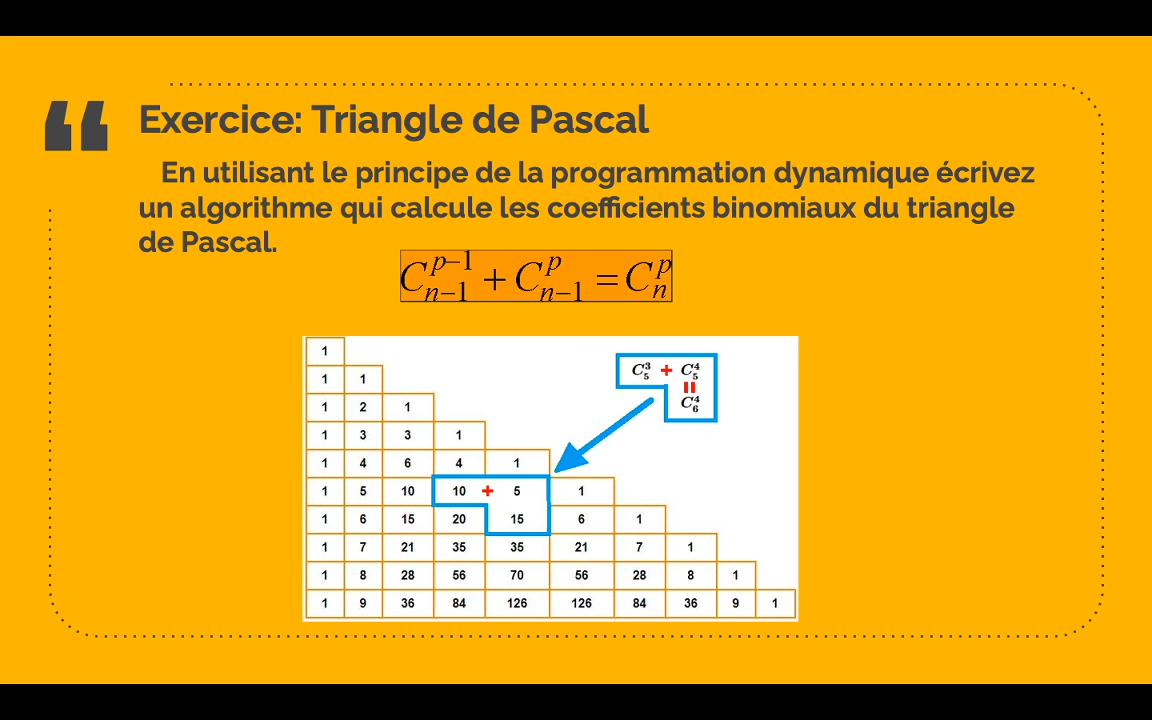 “
Exercice: Triangle de Pascal
En utilisant le principe de la programmation dynamique écrivez
un algorithme qui calcule les coefficients binomiaux du triangle
de Pascal.
C_{n-1}^{p-1} + C_{n-1}^{p} = C_{n}^{p}
1
1 1
1 2 1
1 3 3 1
1 4 6 4 1
1 5 10 10 + 5 1
1 6 15 20 15 6 1
1 7 21 35 35 21 7 1
1 8 28 56 70 56 28 8 1
1 9 36 84 126 126 84 36 9 1
C_5^3 + C_5^4
=
C_6^4